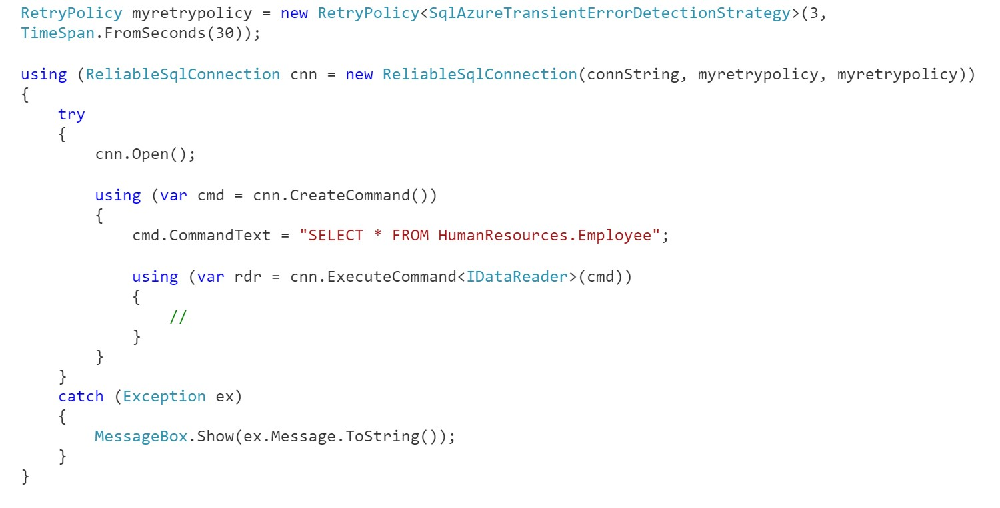 RetryPolicy myretrypolicy = new RetryPolicy<SqlAzureTransientErrorDetectionStrategy>(3,
TimeSpan.FromSeconds(30));

using (ReliableSqlConnection cnn = new ReliableSqlConnection(connString, myretrypolicy, myretrypolicy))
{
    try
    {
        cnn.Open();

        using (var cmd = cnn.CreateCommand())
        {
            cmd.CommandText = "SELECT * FROM HumanResources.Employee";

            using (var rdr = cnn.ExecuteCommand<IDataReader>(cmd))
            {
                //
            }
        }
    }
    catch (Exception ex)
    {
        MessageBox.Show(ex.Message.ToString());
    }
}